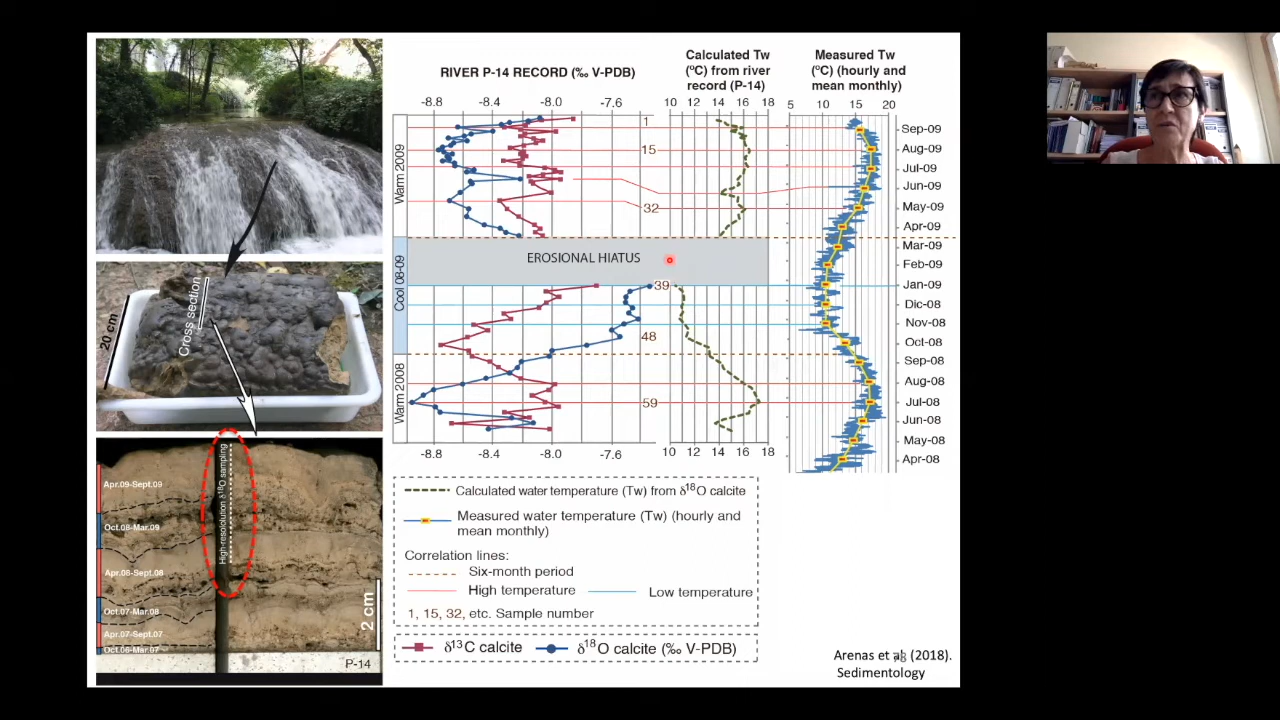 20 cm
Cross section
High-resolution δ18O sampling
Apr.09-Sept.09
Oct.08-Mar.09
Apr.08-Sept.08
Oct.07-Mar.08
Apr.07-Sept.07
Oct.06-Mar.07
2 cm
P-14
RIVER P-14 RECORD (‰ V-PDB)
-8.8 -8.4 -8.0 -7.6
Calculated Tw
(ºC) from river
record (P-14)
10 12 14 16 18
Measured Tw
(ºC) (hourly and
mean monthly)
5 10 15 20
Warm 2009
Cool 08-09
Warm 2008
1
15
32
EROSIONAL HIATUS
39
48
59
Sep-09
Aug-09
Jul-09
Jun-09
May-09
Apr-09
Mar-09
Feb-09
Jan-09
Dic-08
Nov-08
Oct-08
Sep-08
Aug-08
Jul-08
Jun-08
May-08
Apr-08
-8.8 -8.4 -8.0 -7.6
10 12 14 16 18
Calculated water temperature (Tw) from δ18O calcite
Measured water temperature (Tw) (hourly and
mean monthly)
Correlation lines:
Six-month period
High temperature
Low temperature
1, 15, 32, etc. Sample number
δ13C calcite
δ18O calcite (‰ V-PDB)
Arenas et al. (2018).
Sedimentology